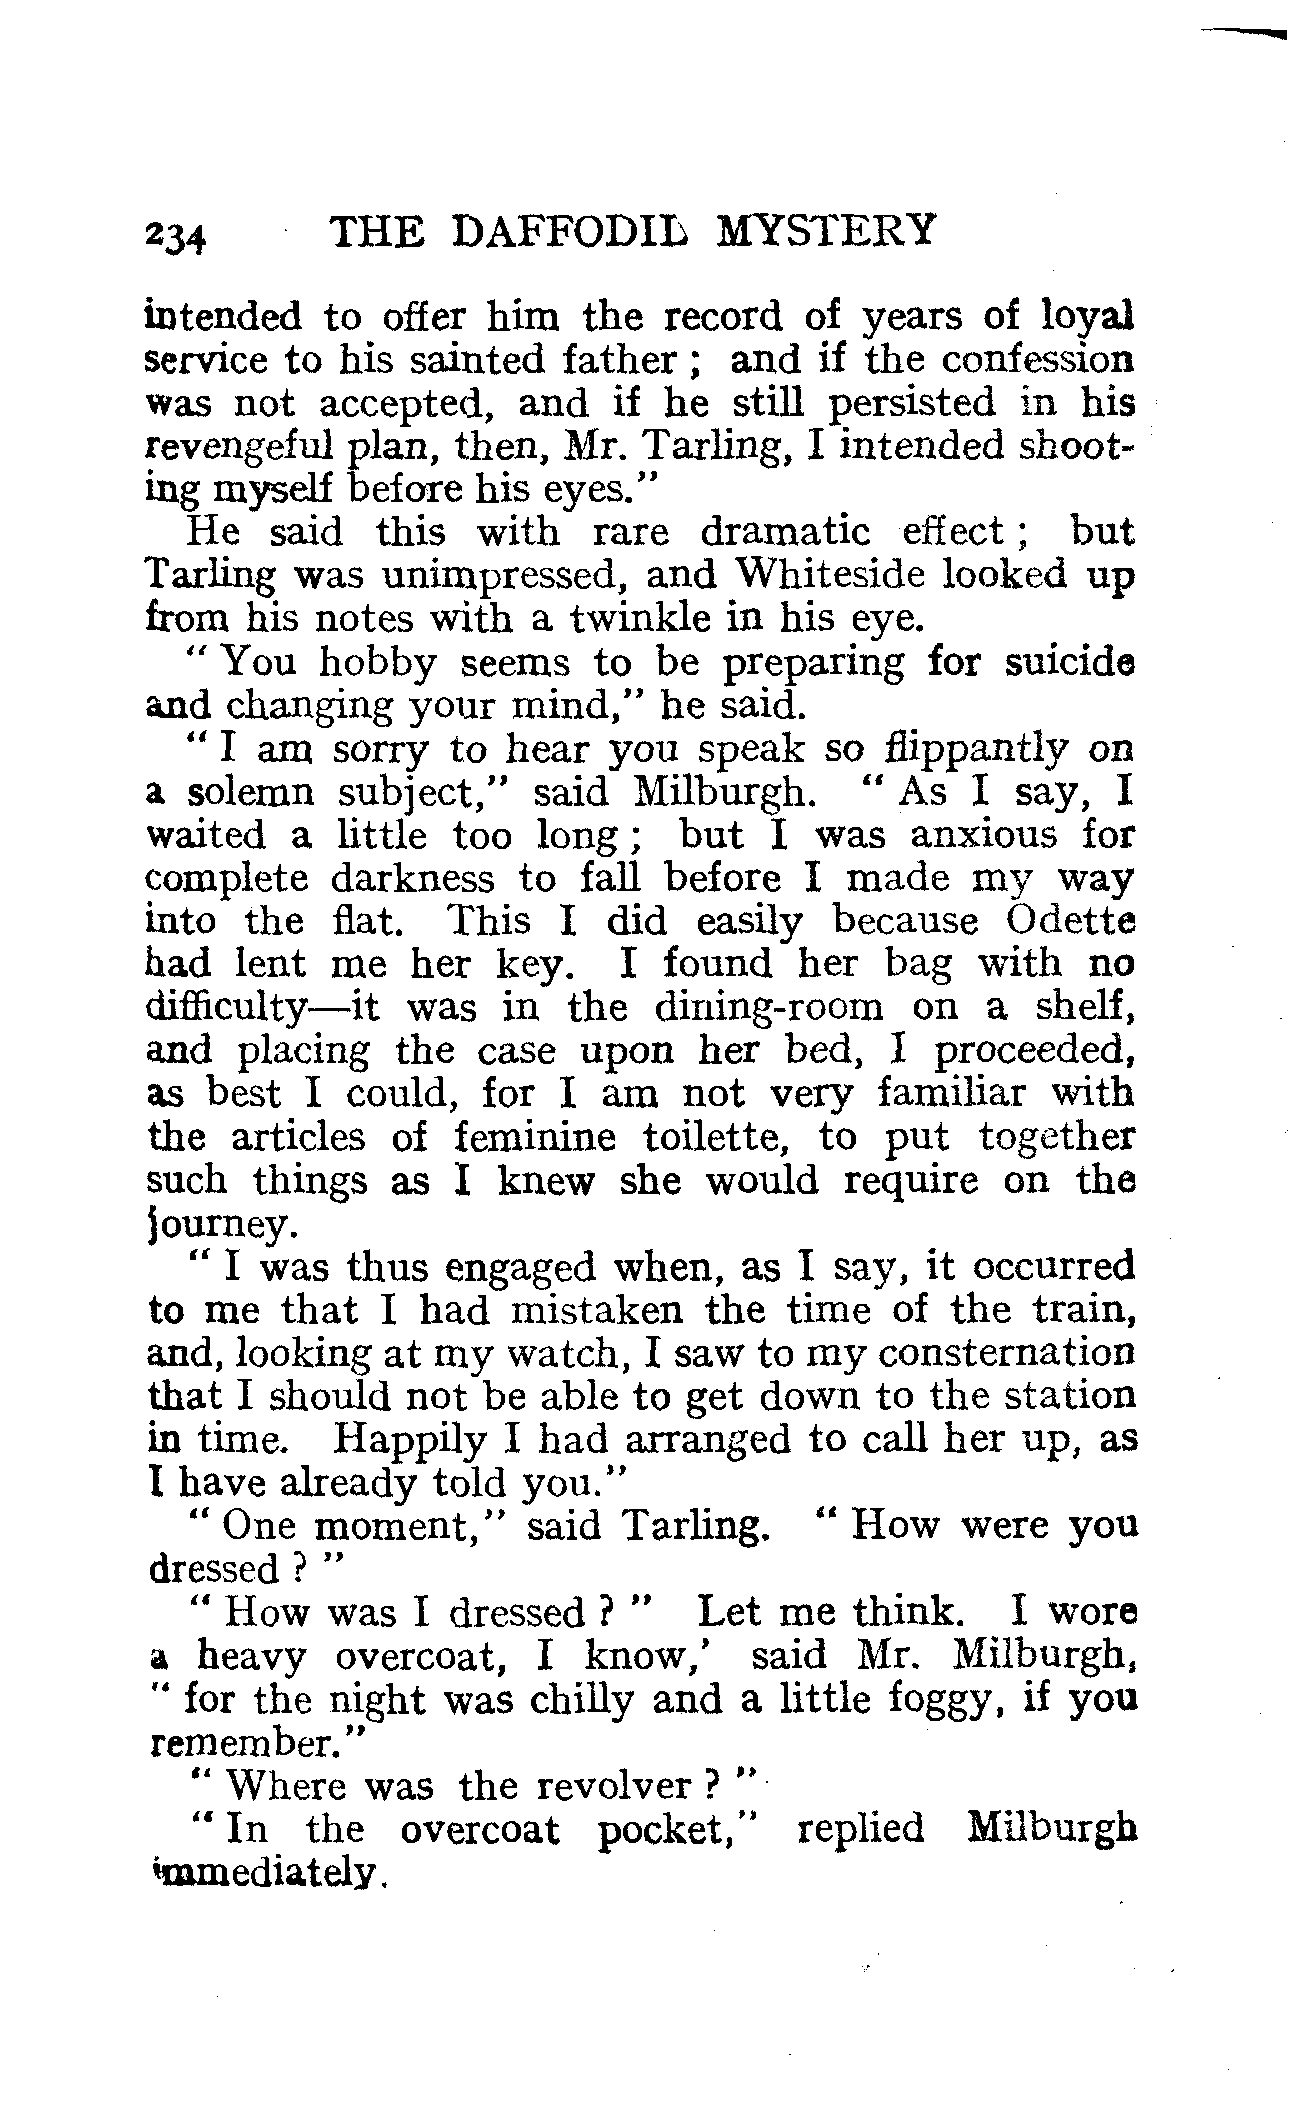 234 THE DAFFODIL MYSTERY
intended to offer him the record of years of loyal
service to his sainted father ; and if the confession
was not accepted, and if he still persisted in his
revengeful plan, then, Mr. Tarling, I intended shoot-
ing myself before his eyes."
He said this with rare dramatic effect ; but
Tarling was unimpressed, and Whiteside looked up
from his notes with a twinkle in his eye.
" You hobby seems to be preparing for suicide
and changing your mind," he said.
" I am sorry to hear you speak so flippantly on
a solemn subject," said Milburgh. " As I say, I
waited a little too long ; but I was anxious for
complete darkness to fall before I made my way
into the flat. This I did easily because Odette
had lent me her key. I found her bag with no
difficulty—it was in the dining-room on a shelf,
and placing the case upon her bed, I proceeded,
as best I could, for I am not very familiar with
the articles of feminine toilette, to put together
such things as I knew she would require on the
journey.
" I was thus engaged when, as I say, it occurred
to me that I had mistaken the time of the train,
and, looking at my watch, I saw to my consternation
that I should not be able to get down to the station
in time. Happily I had arranged to call her up, as
I have already told you."
" One moment," said Tarling. " How were you
dressed ? "
" How was I dressed ? " Let me think. I wore
a heavy overcoat, I know,' said Mr. Milburgh,
" for the night was chilly and a little foggy, if you
remember."
" Where was the revolver ? "
" In the overcoat pocket," replied Milburgh
immediately.